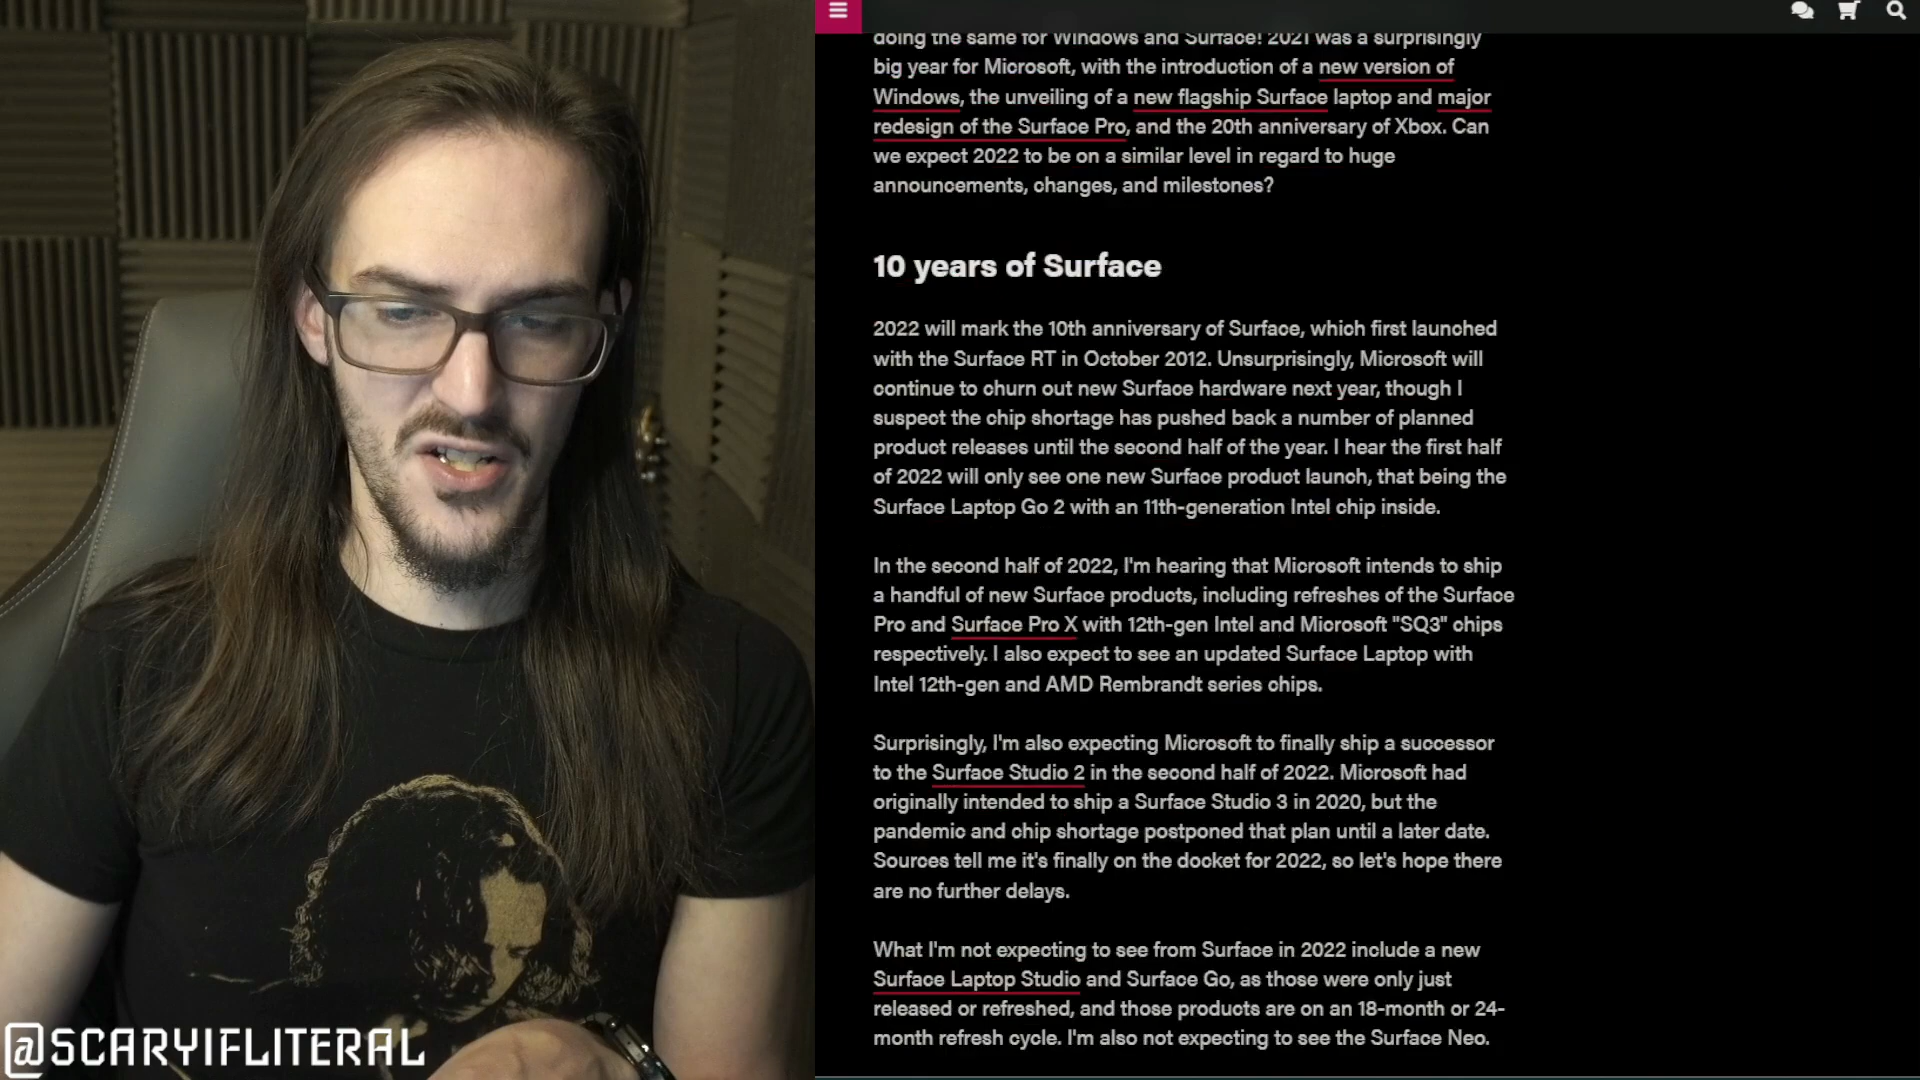 doing the same for Windows and Surface! 2021 was a surprisingly
big year for Microsoft, with the introduction of a new version of
Windows, the unveiling of a new flagship Surface laptop and major
redesign of the Surface Pro, and the 20th anniversary of Xbox. Can
we expect 2022 to be on a similar level in regard to huge
announcements, changes, and milestones?
10 years of Surface
2022 will mark the 10th anniversary of Surface, which first launched
with the Surface RT in October 2012. Unsurprisingly, Microsoft will
continue to churn out new Surface hardware next year, though I
suspect the chip shortage has pushed back a number of planned
product releases until the second half of the year. I hear the first half
of 2022 will only see one new Surface product launch, that being the
Surface Laptop Go 2 with an 11th-generation Intel chip inside.
In the second half of 2022, I'm hearing that Microsoft intends to ship
a handful of new Surface products, including refreshes of the Surface
Pro and Surface Pro X with 12th-gen Intel and Microsoft "SQ3" chips
respectively. I also expect to see an updated Surface Laptop with
Intel 12th-gen and AMD Rembrandt series chips.
Surprisingly, I'm also expecting Microsoft to finally ship a successor
to the Surface Studio 2 in the second half of 2022. Microsoft had
originally intended to ship a Surface Studio 3 in 2020, but the
pandemic and chip shortage postponed that plan until a later date.
Sources tell me it's finally on the docket for 2022, so let's hope there
are no further delays.
What I'm not expecting to see from Surface in 2022 include a new
Surface Laptop Studio and Surface Go, as those were only just
released or refreshed, and those products are on an 18-month or 24-
month refresh cycle. I'm also not expecting to see the Surface Neo.
@SCARYIFLITERAL